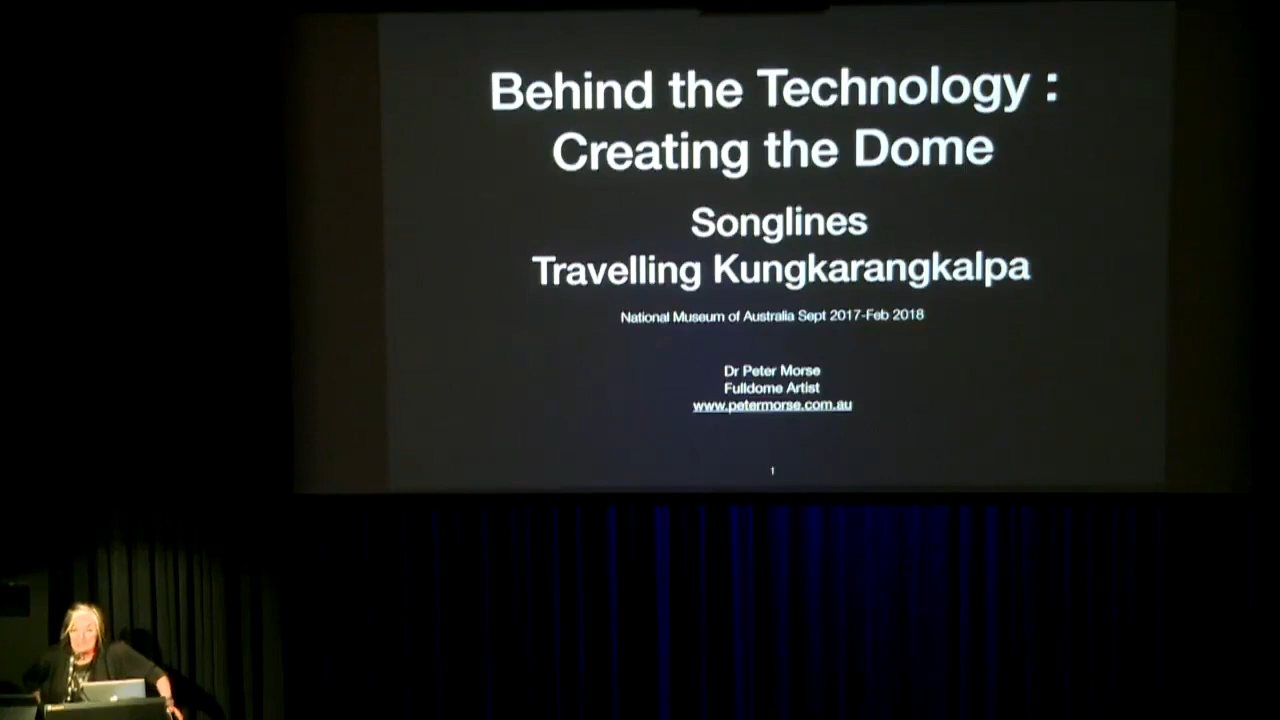 Behind the Technology :
Creating the Dome
Songlines
Travelling Kungkarangkalpa
National Museum of Australia Sept 2017-Feb 2018
Dr Peter Morse
Fulldome Artist
www.petermorse.com.au
1